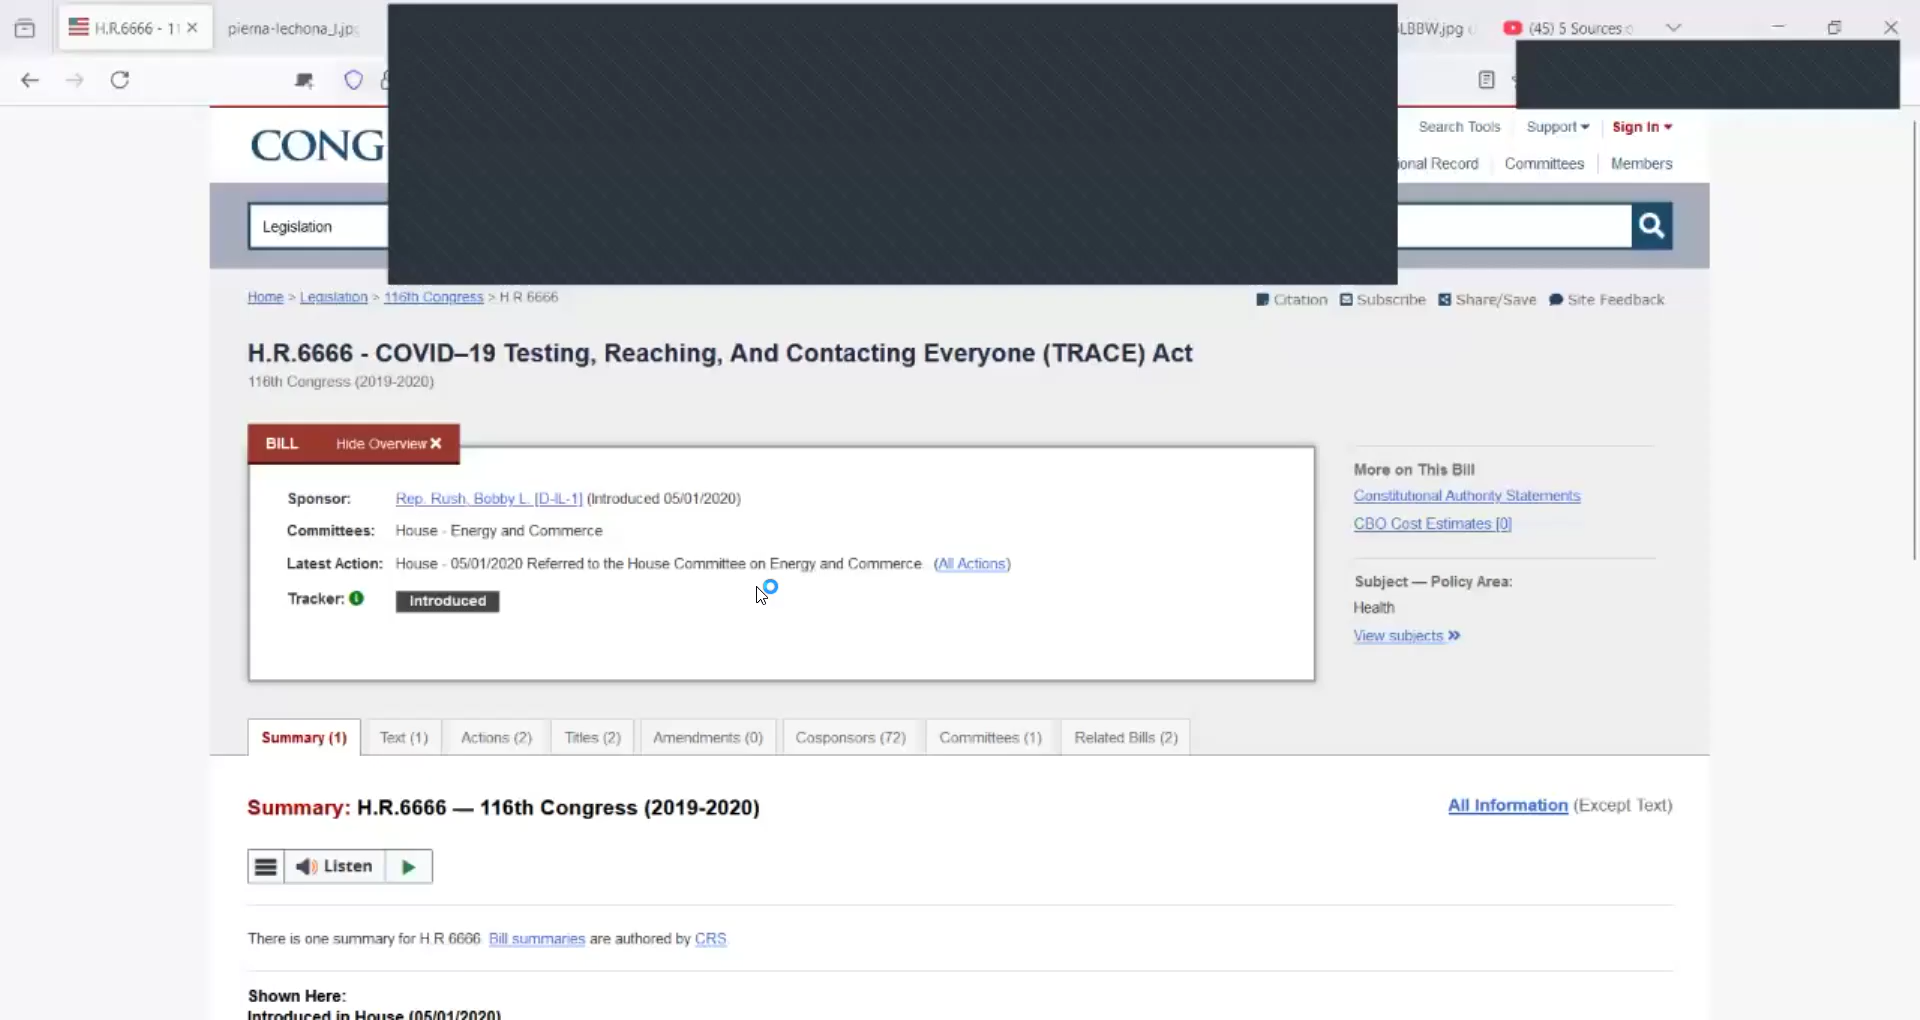 H.R.6666 - 11
pierna-lechona_l.jpg
LBBW.jpg
(45) 5 Sources
CONG
Search Tools Support Sign In
ional Record Committees Members
Legislation
Home > Legislation > 116th Congress > H R 6666
Citation Subscribe Share/Save Site Feedback
H.R.6666 - COVID–19 Testing, Reaching, And Contacting Everyone (TRACE) Act
116th Congress (2019-2020)
BILL Hide Overview
Sponsor: Rep. Rush, Bobby L. [D-IL-1] (Introduced 05/01/2020)
Committees: House - Energy and Commerce
Latest Action: House - 05/01/2020 Referred to the House Committee on Energy and Commerce. (All Actions)
Tracker: Introduced
More on This Bill
Constitutional Authority Statements
CBO Cost Estimates [0]
Subject — Policy Area:
Health
View subjects »
Summary (1) Text (1) Actions (2) Titles (2) Amendments (0) Cosponsors (72) Committees (1) Related Bills (2)
Summary: H.R.6666 — 116th Congress (2019-2020)
All Information (Except Text)
Listen
There is one summary for H.R.6666. Bill summaries are authored by CRS.
Shown Here:
Introduced in House (05/01/2020)